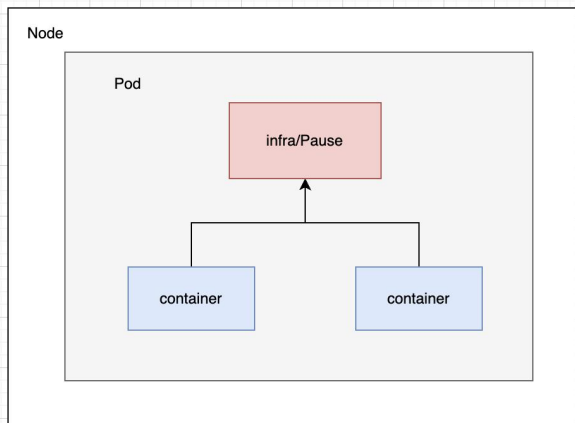 Node
Pod
infra/Pause
container
container